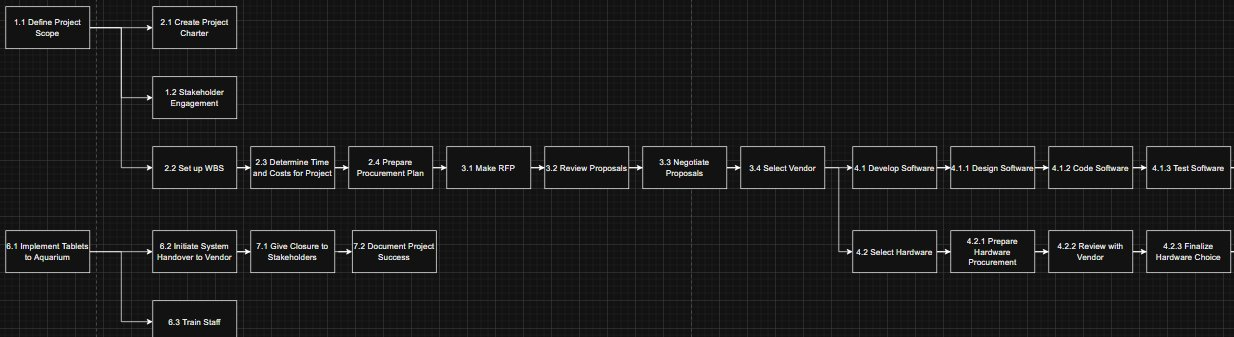 1.1 Define Project
Scope
2.1 Create Project
Charter
1.2 Stakeholder
Engagement
2.2 Set up WBS
2.3 Determine Time
and Costs for Project
2.4 Prepare
Procurement Plan
3.1 Make RFP
3.2 Review Proposals
3.3 Negotiate
Proposals
3.4 Select Vendor
4.1 Develop Software
4.1.1 Design Software
4.1.2 Code Software
4.1.3 Test Software
6.1 Implement Tablets
to Aquarium
6.2 Initiate System
Handover to Vendor
7.1 Give Closure to
Stakeholders
7.2 Document Project
Success
4.2 Select Hardware
4.2.1 Prepare
Hardware
Procurement
4.2.2 Review with
Vendor
4.2.3 Finalize
Hardware Choice
6.3 Train Staff